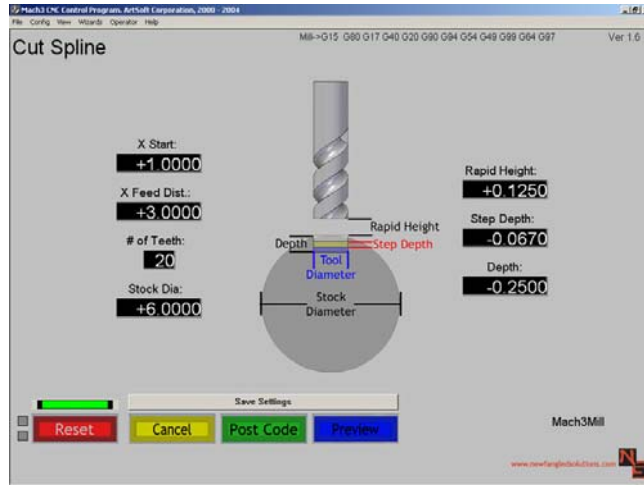 Mach3 CNC Control Program. ArtSoft Corporation, 2000 - 2004
File Config View Wizards Operator Help
Cut Spline
Mill->G15 G80 G17 G40 G20 G90 G94 G54 G49 G99 G64 G97
Ver 1.6
X Start:
+1.0000
X Feed Dist.:
+3.0000
# of Teeth:
20
Stock Dia:
+6.0000
Rapid Height
Depth
Step Depth
Tool
Diameter
Stock
Diameter
Rapid Height:
+0.1250
Step Depth:
-0.0670
Depth:
-0.2500
Save Settings
Reset
Cancel
Post Code
Preview
Mach3Mill
www.newfangledsolutions.com